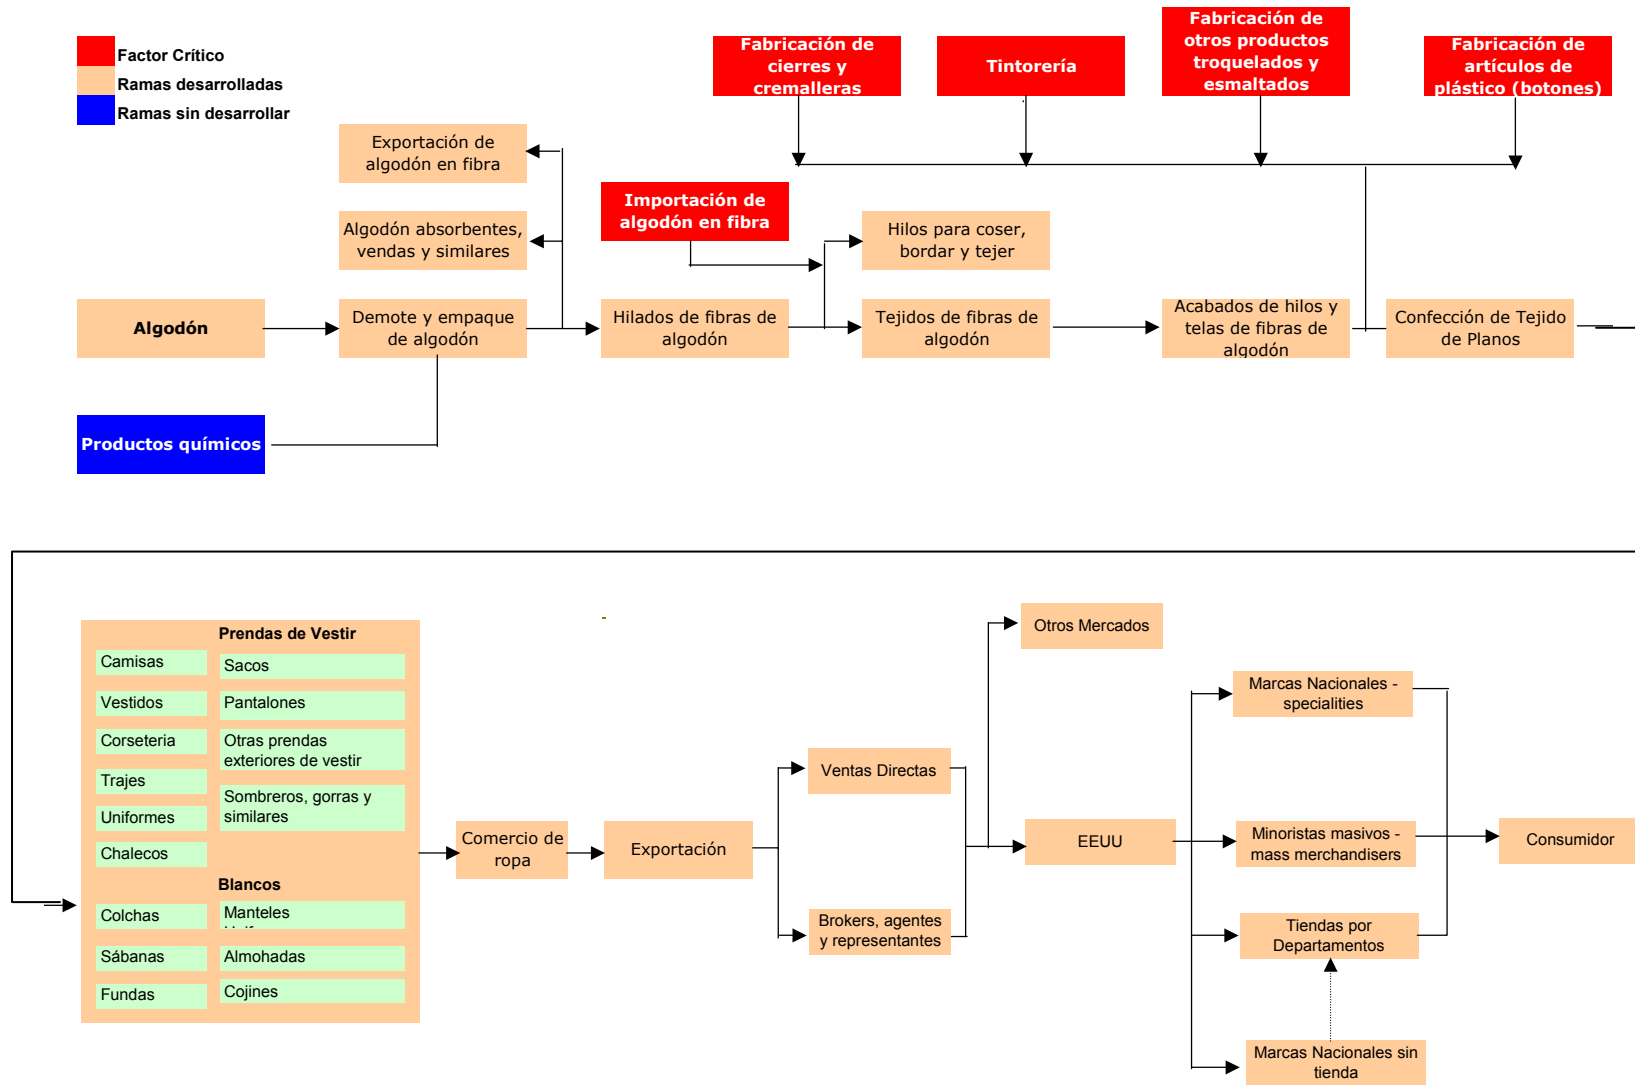 Factor Crítico
Ramas desarrolladas
Ramas sin desarrollar
Fabricación de
cierres y
cremalleras
Tintorería
Fabricación de
otros productos
troquelados y
esmaltados
Fabricación de
artículos de
plástico (botones)
Exportación de
algodón en fibra
Importación de
algodón en fibra
Algodón absorbentes,
vendas y similares
Hilos para coser,
bordar y tejer
Algodón
Demote y empaque
de algodón
Hilados de fibras de
algodón
Tejidos de fibras de
algodón
Acabados de hilos y
telas de fibras de
algodón
Confección de Tejido
de Planos
Productos químicos
Prendas de Vestir
Camisas
Sacos
Vestidos
Pantalones
Corseteria
Otras prendas
exteriores de vestir
Trajes
Sombreros, gorras y
similares
Uniformes
Chalecos
Blancos
Colchas
Manteles
Sábanas
Almohadas
Fundas
Cojines
Comercio de
ropa
Exportación
Ventas Directas
Brokers, agentes
y representantes
Otros Mercados
EEUU
Marcas Nacionales -
specialities
Minoristas masivos -
mass merchandisers
Tiendas por
Departamentos
Marcas Nacionales sin
tienda
Consumidor